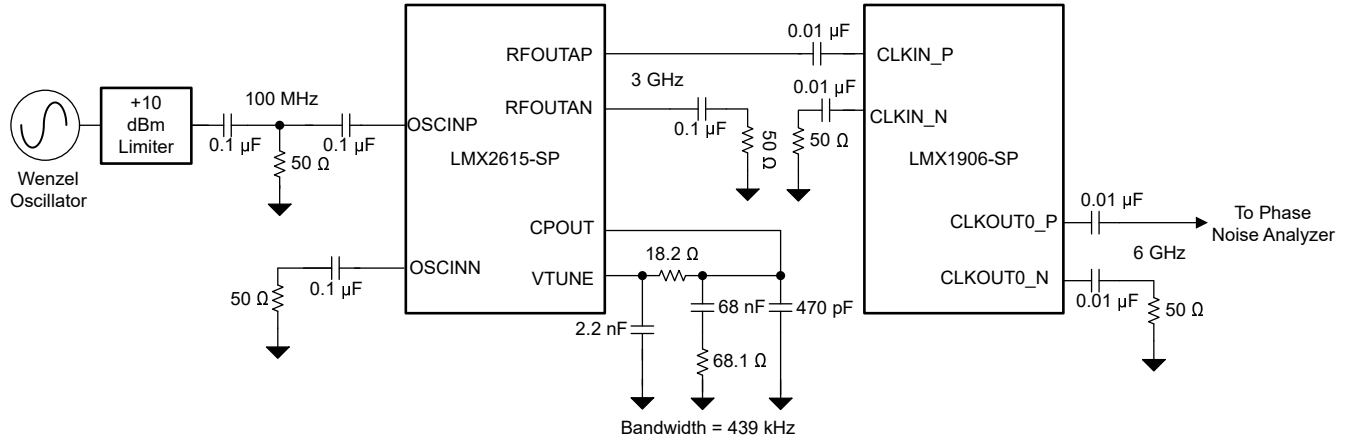 Wenzel
Oscillator
+10
dBm
Limiter
0.1 µF
100 MHz
50 Ω
0.1 µF
50 Ω
0.1 µF
OSCINP
OSCINN
LMX2615-SP
RFOUTAP
RFOUTAN
CPOUT
VTUNE
3 GHz
0.1 µF
50 Ω
18.2 Ω
2.2 nF
68 nF
470 pF
68.1 Ω
Bandwidth = 439 kHz
0.01 µF
0.01 µF
50 Ω
CLKIN_P
CLKIN_N
LMX1906-SP
CLKOUT0_P
CLKOUT0_N
0.01 µF
0.01 µF
50 Ω
6 GHz
To Phase
Noise Analyzer